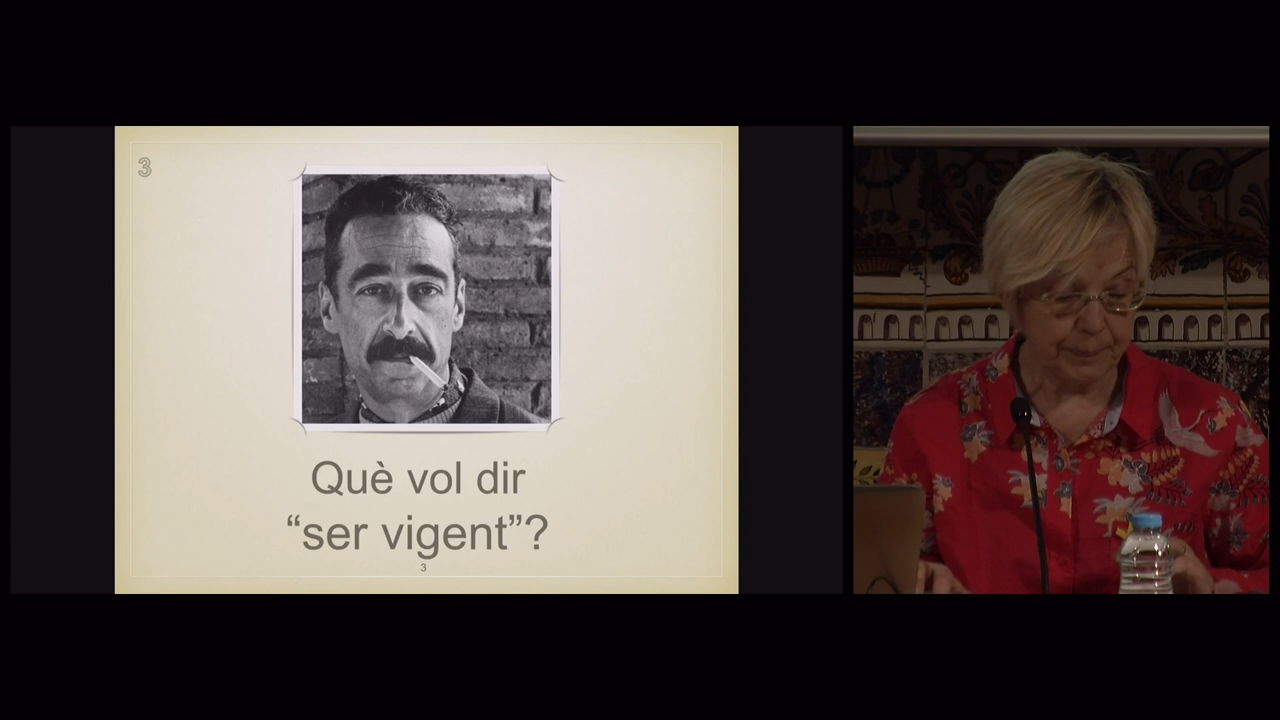 3
Què vol dir
“ser vigent”?
3